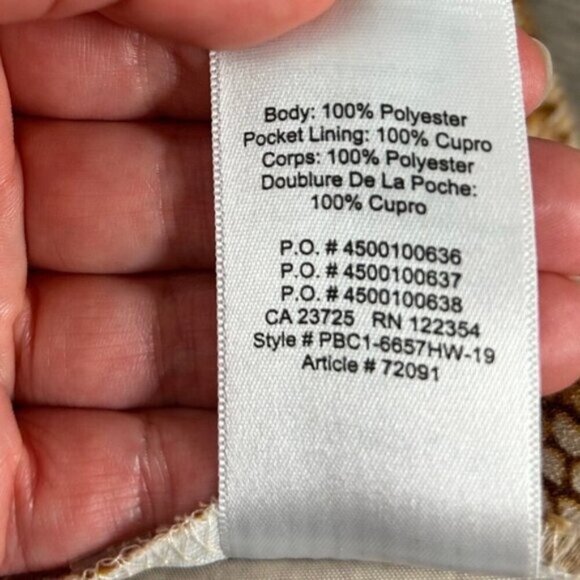 Body: 100% Polyester
Pocket Lining: 100% Cupro
Corps: 100% Polyester
Doublure De La Poche:
100% Cupro
P.O. # 4500100636
P.O. # 4500100637
P.O. # 4500100638
CA 23725 RN 122354
Style # PBC1-6657HW-19
Article # 72091